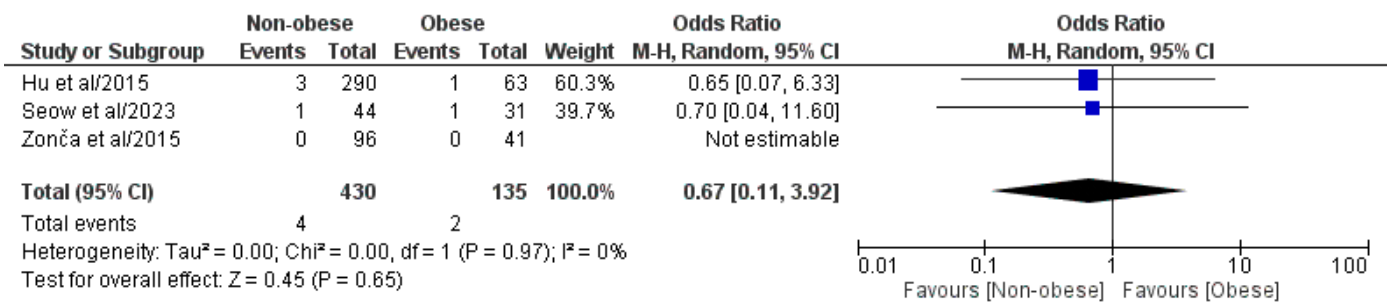 Non-obese Obese Odds Ratio Odds Ratio
Study or Subgroup Events Total Events Total Weight M-H, Random, 95% CI M-H, Random, 95% CI
Hu et al/2015 3 290 1 63 60.3% 0.65 [0.07, 6.33]
Seow et al/2023 1 44 1 31 39.7% 0.70 [0.04, 11.60]
Zonča et al/2015 0 96 0 41 Not estimable
Total (95% CI) 430 135 100.0% 0.67 [0.11, 3.92]
Total events 4 2
Heterogeneity: Tau² = 0.00; Chi² = 0.00, df = 1 (P = 0.97); I² = 0%
Test for overall effect: Z = 0.45 (P = 0.65)
0.01 0.1 1 10 100
Favours [Non-obese] Favours [Obese]